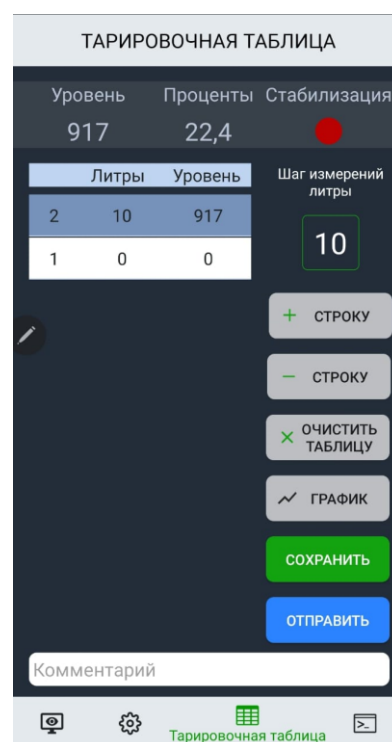 ТАРИРОВОЧНАЯ ТАБЛИЦА
Уровень Проценты Стабилизация
917 22,4
Литры Уровень
2 10 917
1 0 0
Шаг измерений
литры
10
+ СТРОКУ
− СТРОКУ
× ОЧИСТИТЬ
ТАБЛИЦУ
ГРАФИК
СОХРАНИТЬ
ОТПРАВИТЬ
Комментарий
Тарировочная таблица